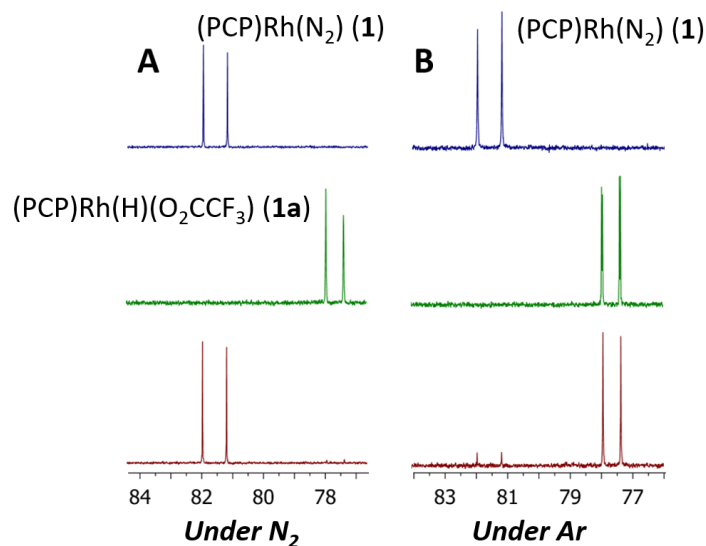 (PCP)Rh(N₂) (1)
A
B
(PCP)Rh(N₂) (1)
(PCP)Rh(H)(O₂CCF₃) (1a)
84 82 80 78
83 81 79 77
Under N₂
Under Ar